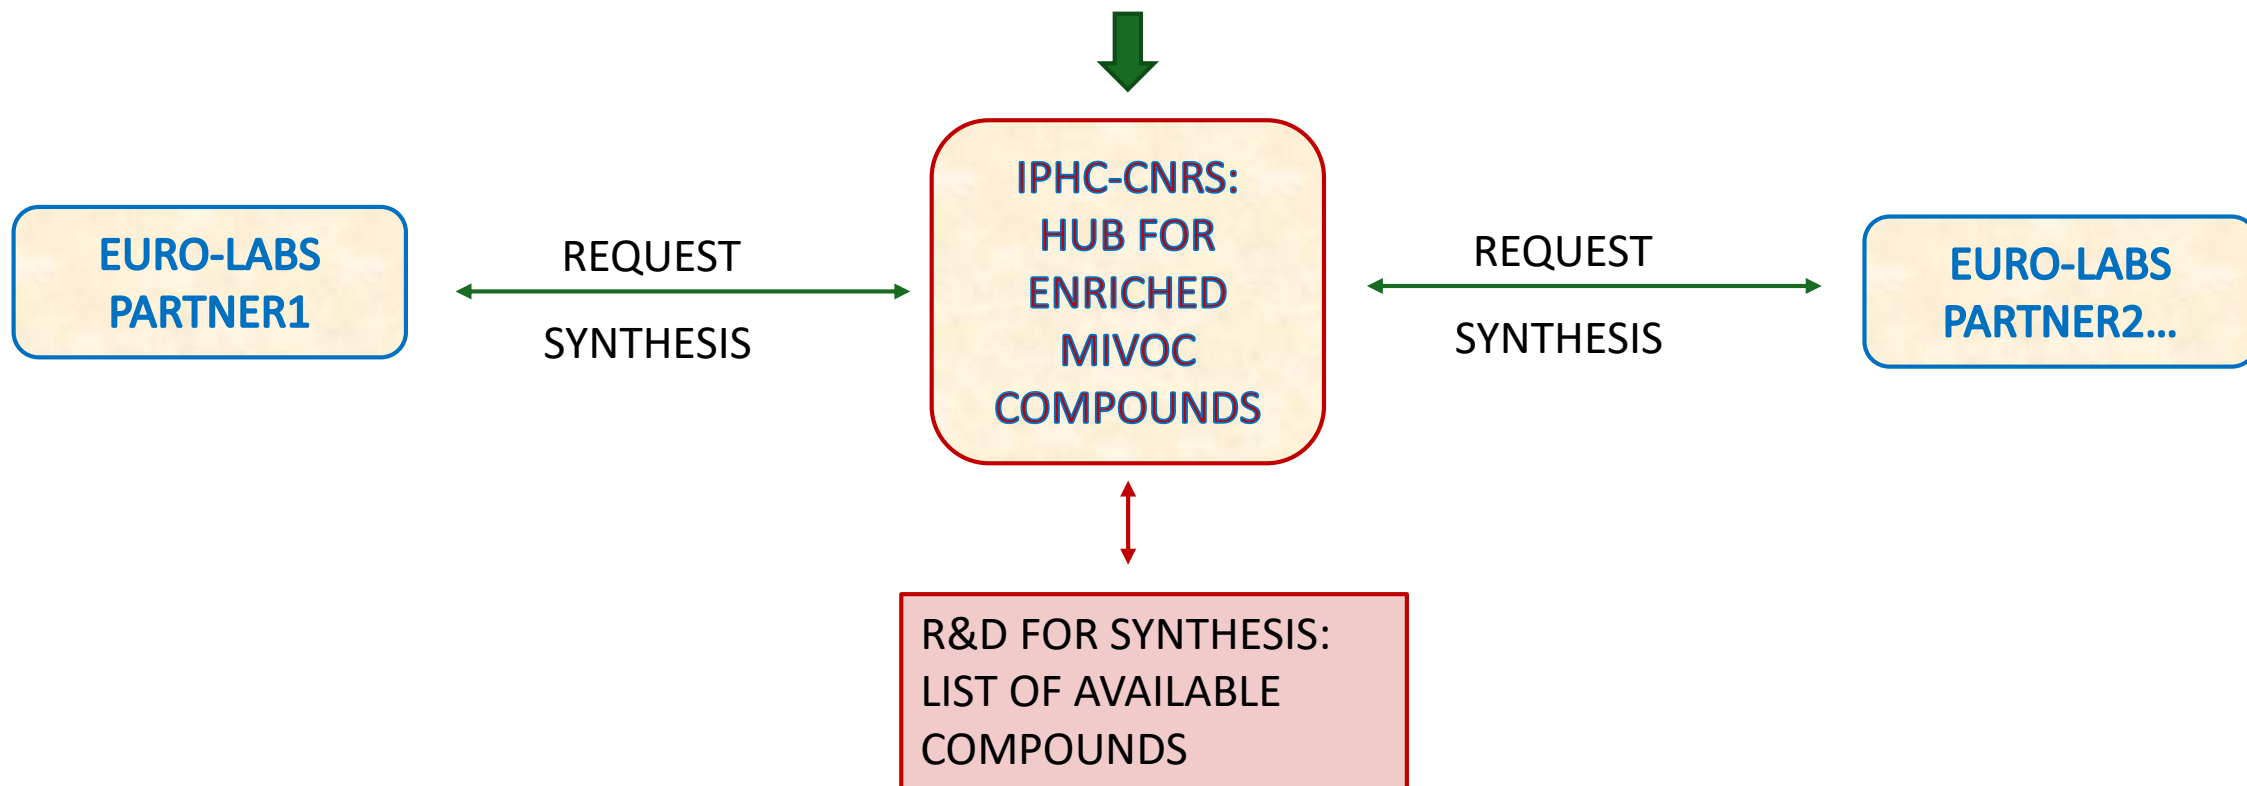 EURO-LABS
PARTNER1
REQUEST
SYNTHESIS
IPHC-CNRS:
HUB FOR
ENRICHED
MIVOC
COMPOUNDS
REQUEST
SYNTHESIS
EURO-LABS
PARTNER2...
R&D FOR SYNTHESIS:
LIST OF AVAILABLE
COMPOUNDS